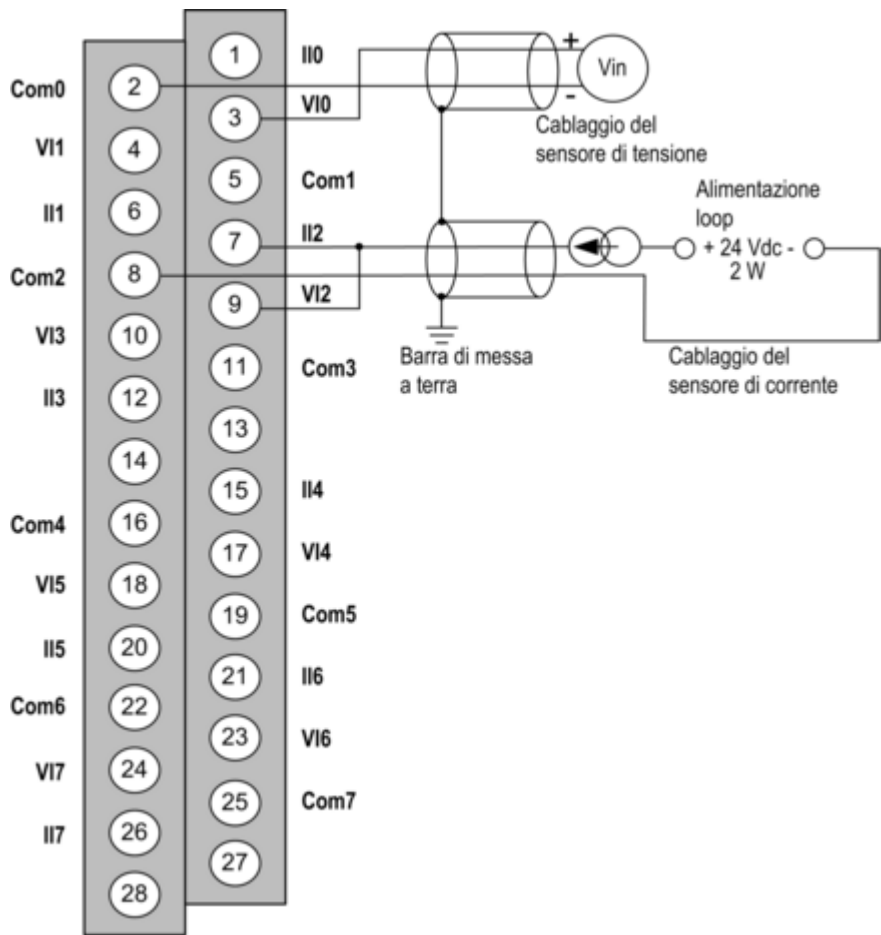 1 II0
Com0 2
3 VI0
VI1 4
5 Com1
II1 6
7 II2
Com2 8
9 VI2
VI3 10
11 Com3
II3 12
13
14
15 II4
Com4 16
17 VI4
VI5 18
19 Com5
II5 20
21 II6
Com6 22
23 VI6
VI7 24
25 Com7
II7 26
27
28
+
Vin
-
Cablaggio del
sensore di tensione
Alimentazione
loop
+ 24 Vdc -
2 W
Barra di messa
a terra
Cablaggio del
sensore di corrente